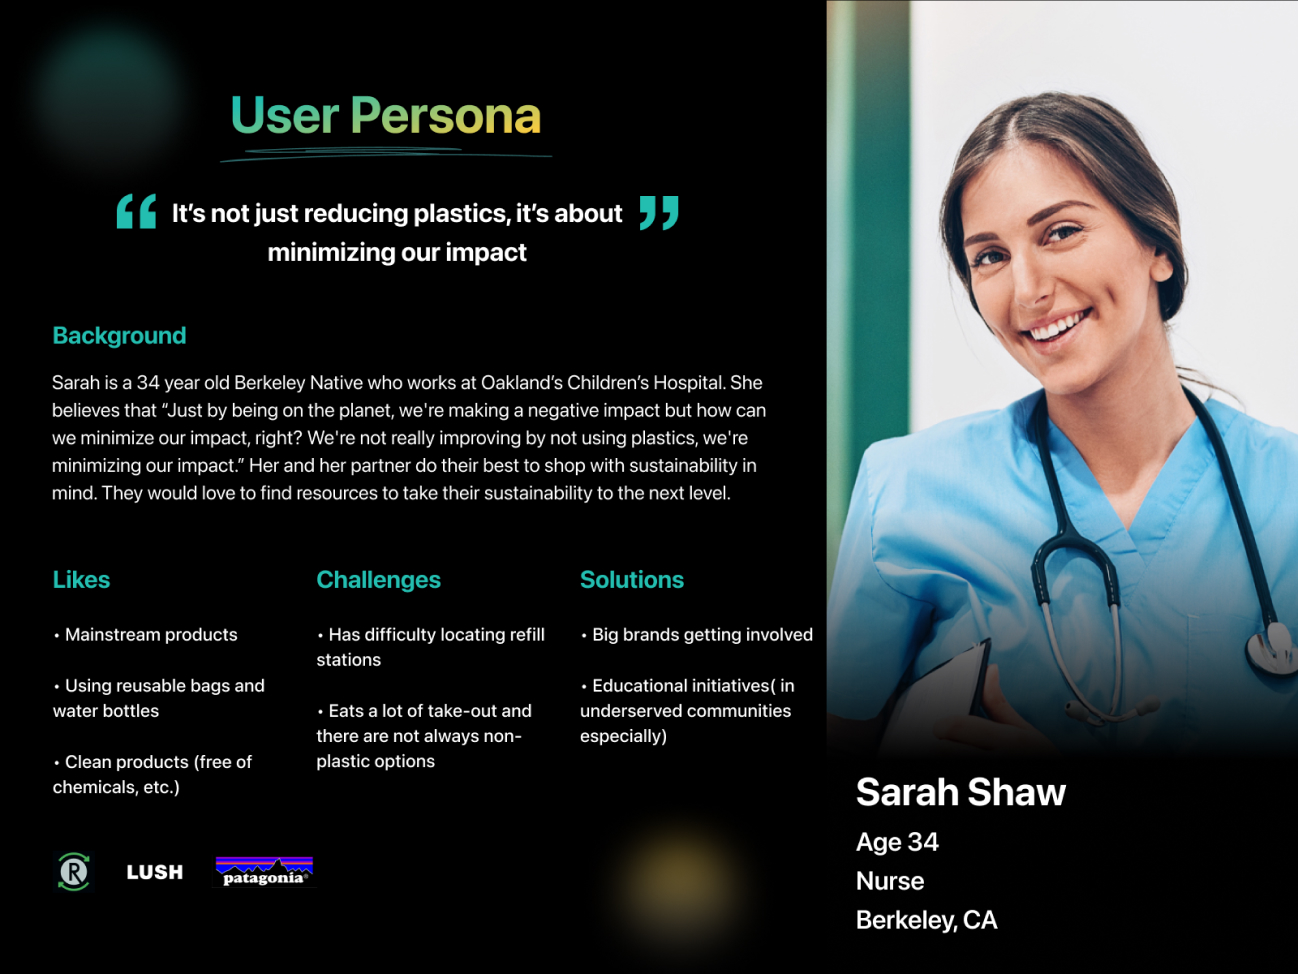 User Persona
“ It’s not just reducing plastics, it’s about ”
minimizing our impact
Background
Sarah is a 34 year old Berkeley Native who works at Oakland’s Children’s Hospital. She
believes that “Just by being on the planet, we're making a negative impact but how can
we minimize our impact, right? We're not really improving by not using plastics, we're
minimizing our impact.” Her and her partner do their best to shop with sustainability in
mind. They would love to find resources to take their sustainability to the next level.
Likes
• Mainstream products
• Using reusable bags and
water bottles
• Clean products (free of
chemicals, etc.)
Challenges
• Has difficulty locating refill
stations
• Eats a lot of take-out and
there are not always non-
plastic options
Solutions
• Big brands getting involved
• Educational initiatives( in
underserved communities
especially)
R
LUSH
patagonia®
Sarah Shaw
Age 34
Nurse
Berkeley, CA